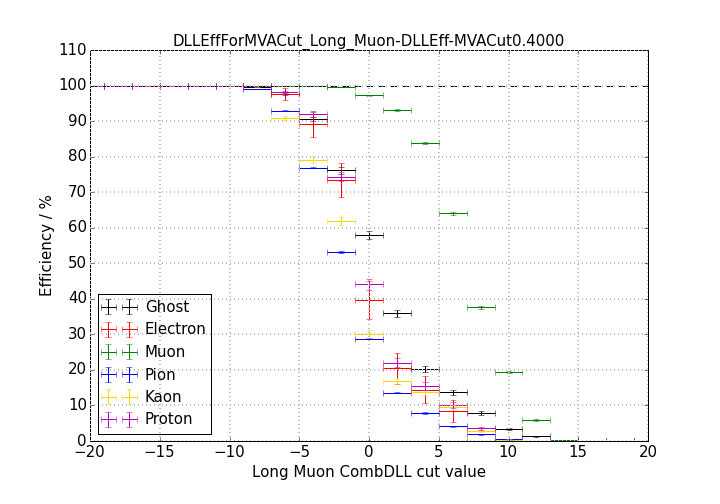 DLLEffForMVACut_Long_Muon-DLLEff-MVACut0.4000
110
100
90
80
70
60
50
40
30
20
10
0
Efficiency / %
Ghost
Electron
Muon
Pion
Kaon
Proton
−20 −15 −10 −5 0 5 10 15 20
Long Muon CombDLL cut value